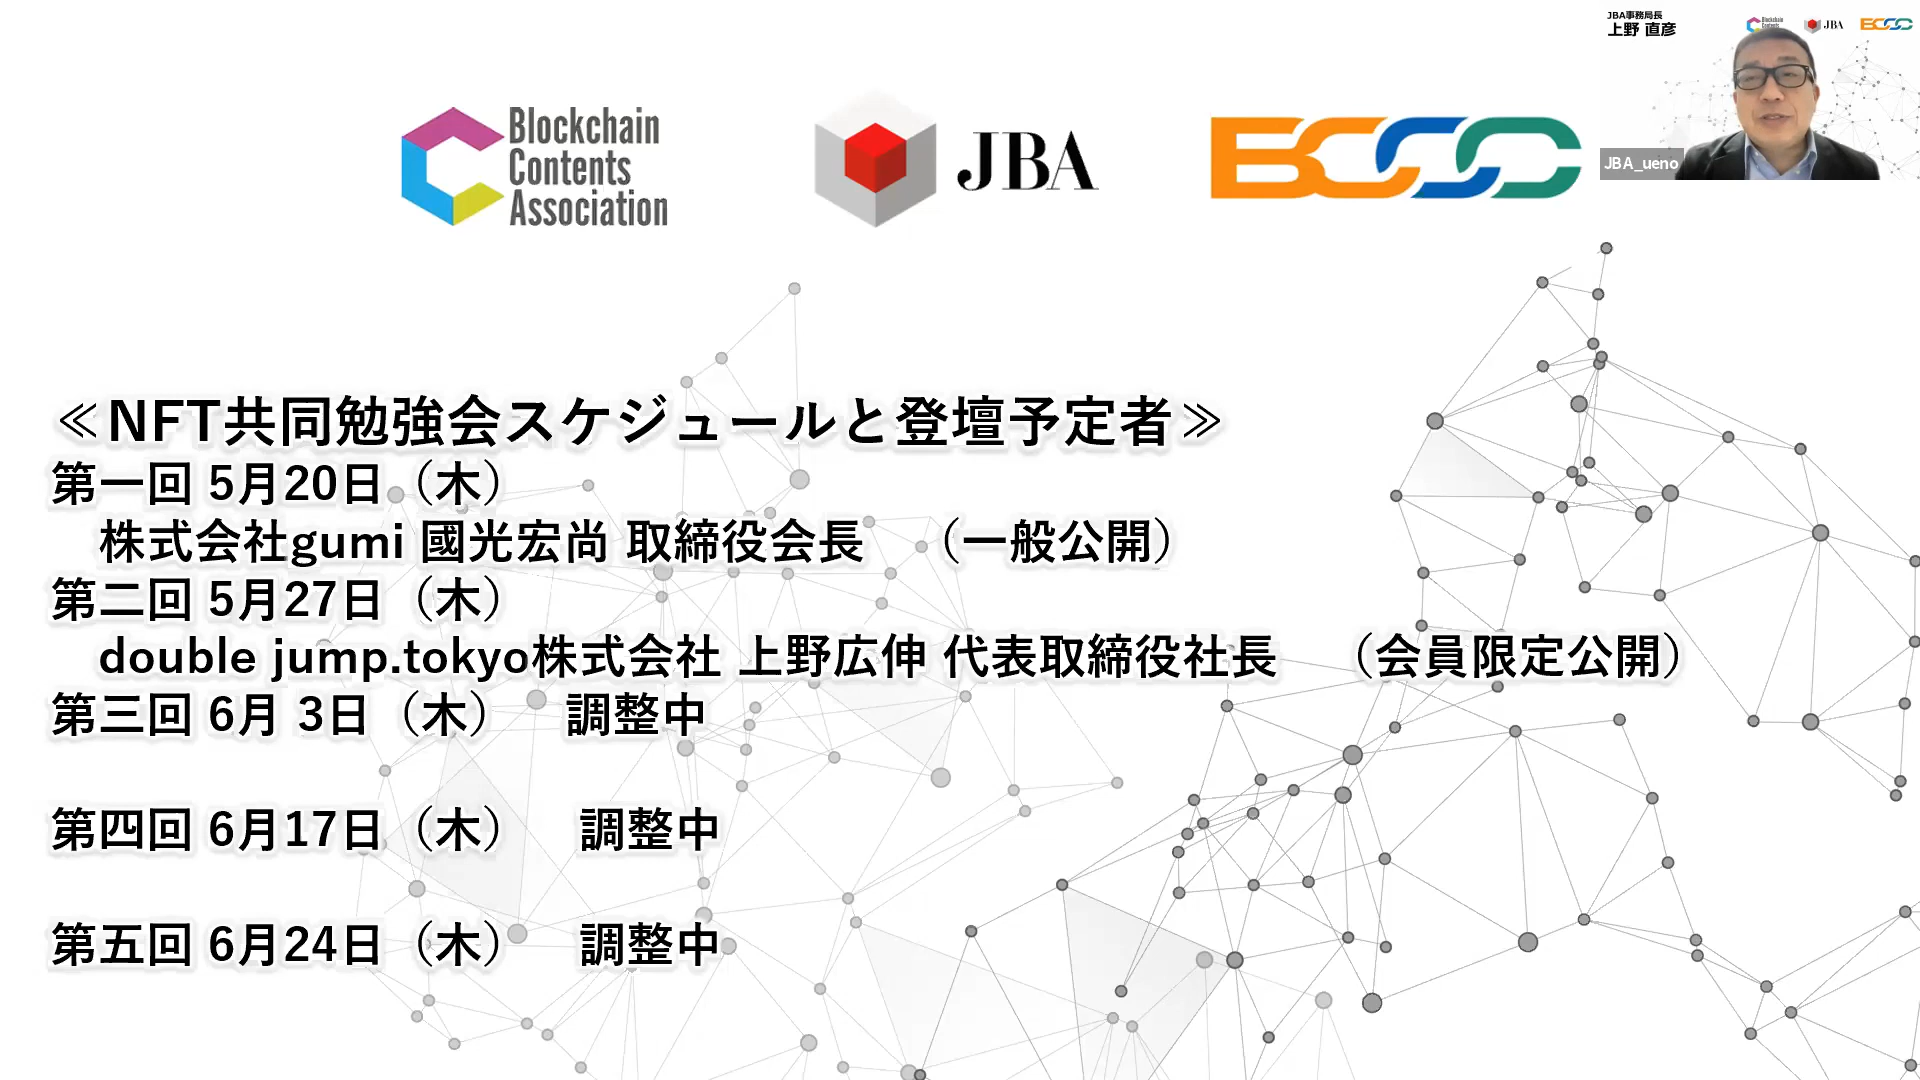 JBA事務局長
上野 直彦
Blockchain
Contents
JBA
BCCC
Blockchain
Contents
Association
JBA
BCCC
JBA_ueno
≪NFT共同勉強会スケジュールと登壇予定者≫
第一回 5月20日（木）
株式会社gumi 國光宏尚 取締役会長 （一般公開）
第二回 5月27日（木）
double jump.tokyo株式会社 上野広伸 代表取締役社長 （会員限定公開）
第三回 6月 3日（木） 調整中
第四回 6月17日（木） 調整中
第五回 6月24日（木） 調整中